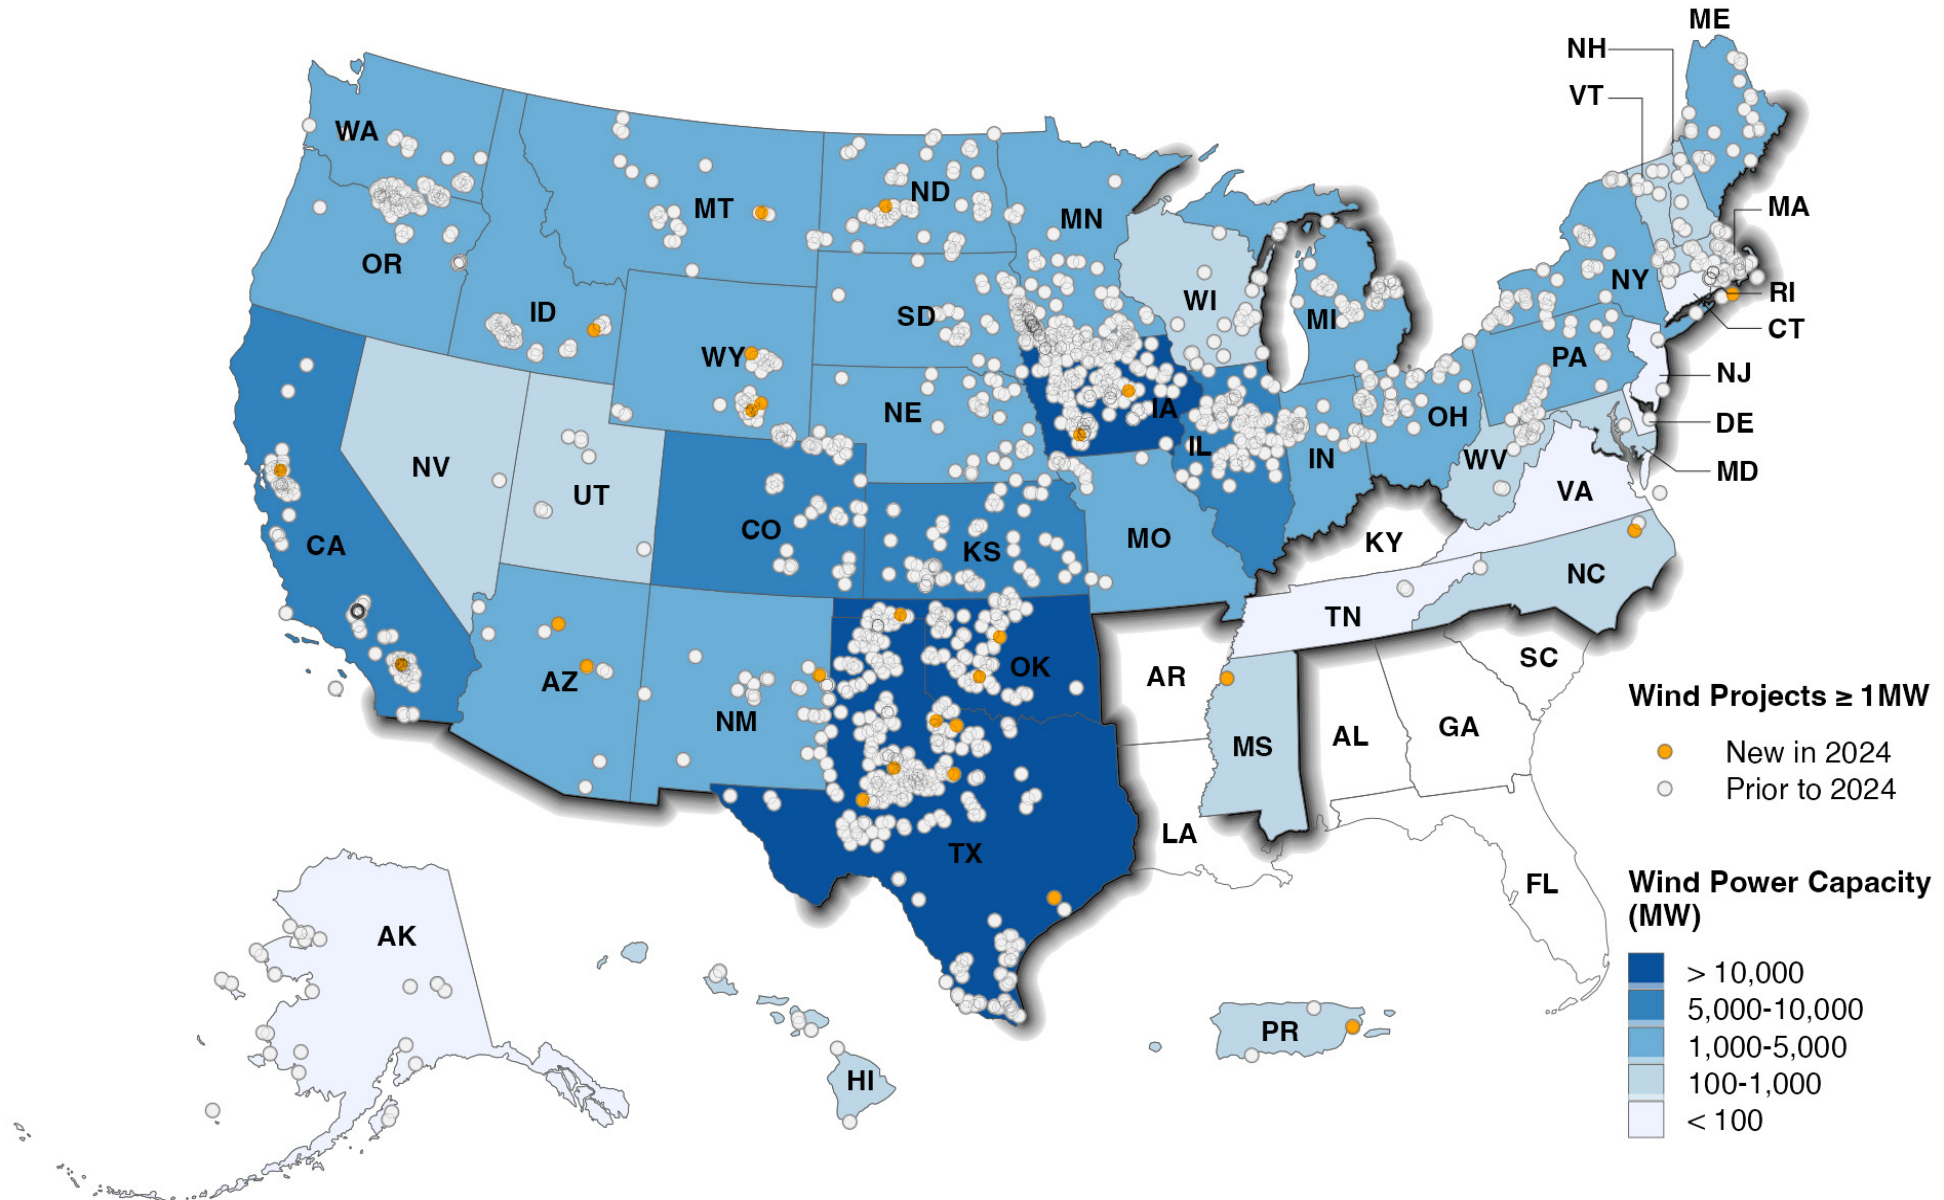 ME
NH
VT
WA
MT
ND
MN
MA
OR
ID
SD
WI
MI
NY
RI
CT
WY
NE
IA
PA
NJ
OH
DE
NV
UT
IL
IN
WV
MD
CO
KS
MO
VA
CA
KY
NC
TN
AZ
NM
OK
AR
SC
MS
AL
GA
TX
LA
FL
AK
HI
PR
Wind Projects ≥ 1MW
New in 2024
Prior to 2024
Wind Power Capacity
(MW)
> 10,000
5,000-10,000
1,000-5,000
100-1,000
< 100